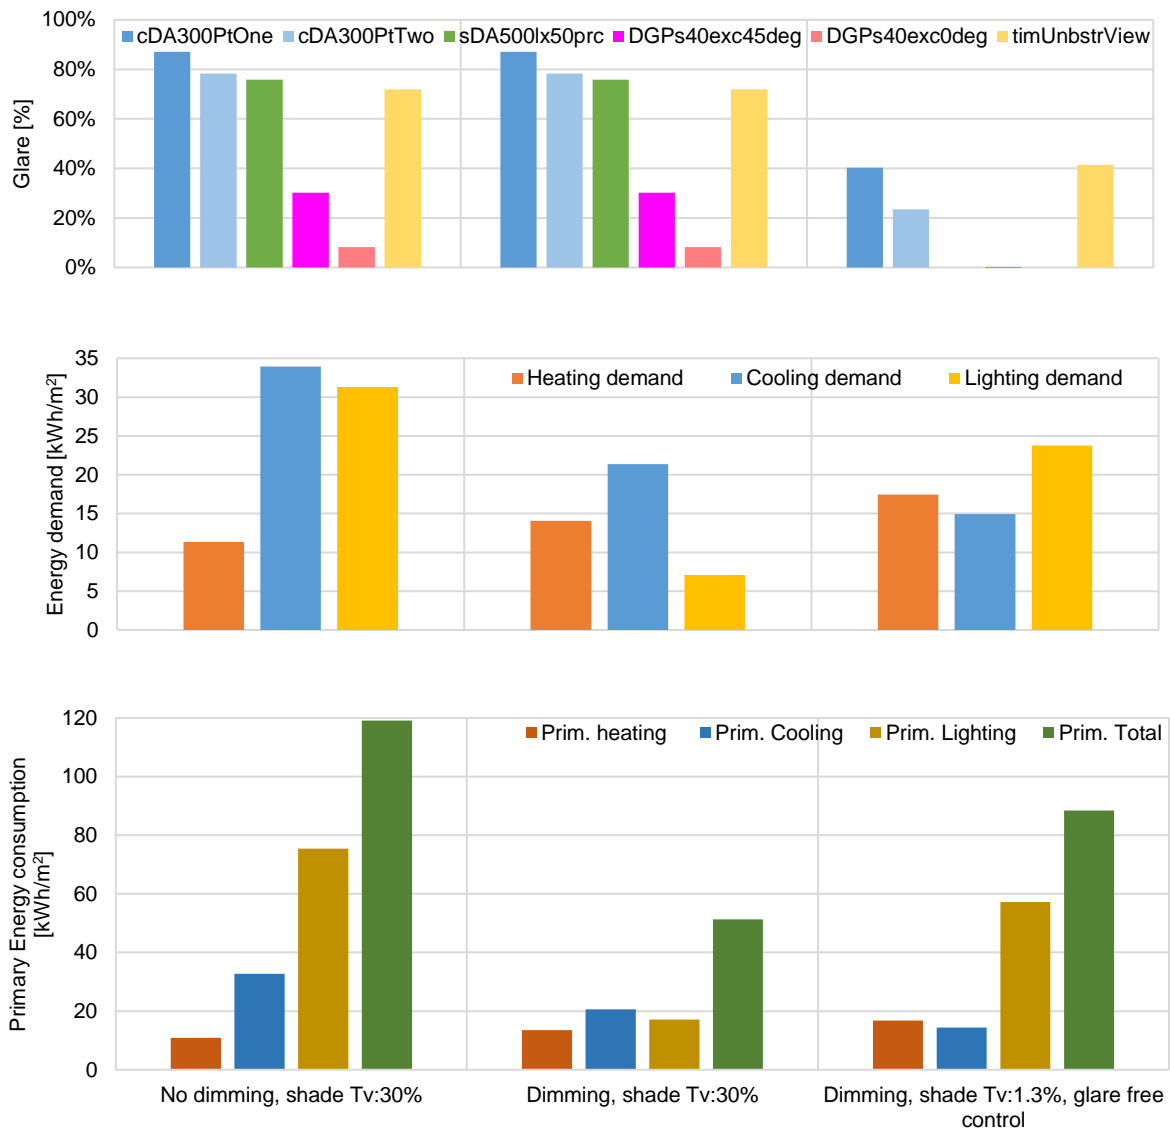 100%
80%
60%
40%
20%
0%
Glare [%]
cDA300PtOne cDA300PtTwo sDA500lx50prc DGPs40exc45deg DGPs40exc0deg timUnbstrView
35
30
25
20
15
10
5
0
Energy demand [kWh/m²]
Heating demand Cooling demand Lighting demand
120
100
80
60
40
20
0
Primary Energy consumption
[kWh/m²]
Prim. heating Prim. Cooling Prim. Lighting Prim. Total
No dimming, shade Tv:30% Dimming, shade Tv:30% Dimming, shade Tv:1.3%, glare free
control